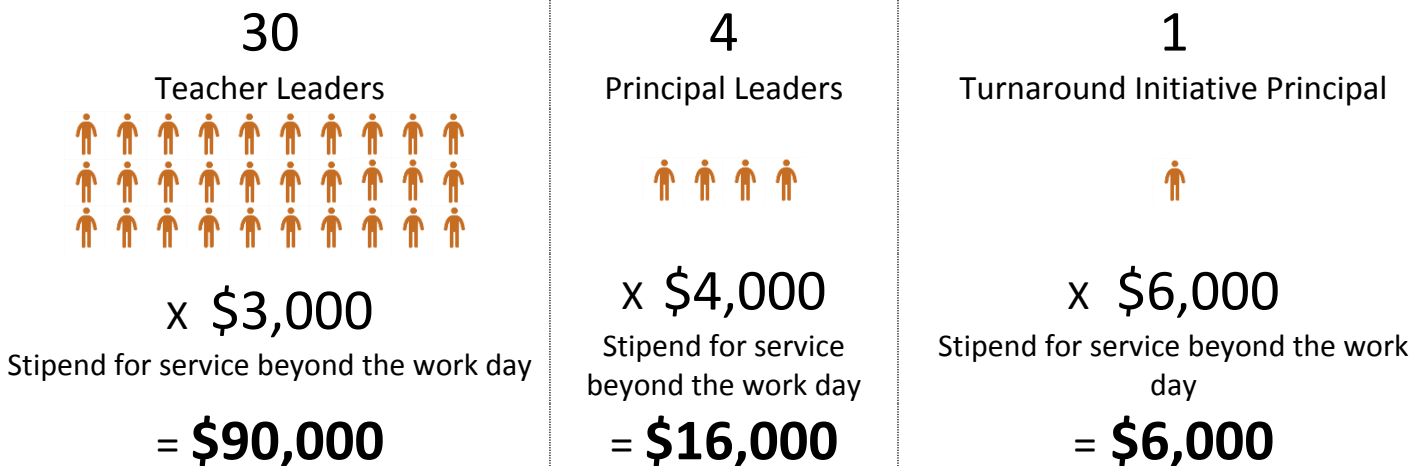 30
Teacher Leaders
x $3,000
Stipend for service beyond the work day
= $90,000
4
Principal Leaders
x $4,000
Stipend for service
beyond the work day
= $16,000
1
Turnaround Initiative Principal
x $6,000
Stipend for service beyond the work
day
= $6,000